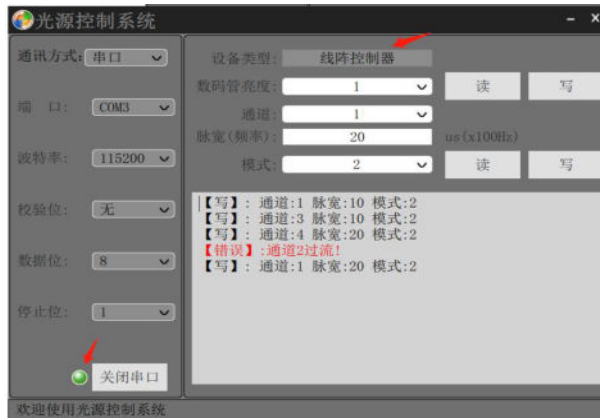 光源控制系统
通讯方式: 串口
端 口: COM3
波特率: 115200
校验位: 无
数据位: 8
停止位: 1
关闭串口
设备类型: 线阵控制器
数码管亮度: 1 读 写
通道: 1
脉宽(频率): 20 us(x100Hz)
模式: 2 读 写
【写】: 通道:1 脉宽:10 模式:2
【写】: 通道:3 脉宽:10 模式:2
【写】: 通道:4 脉宽:20 模式:2
【错误】:通道2过流!
【写】: 通道:1 脉宽:20 模式:2
欢迎使用光源控制系统